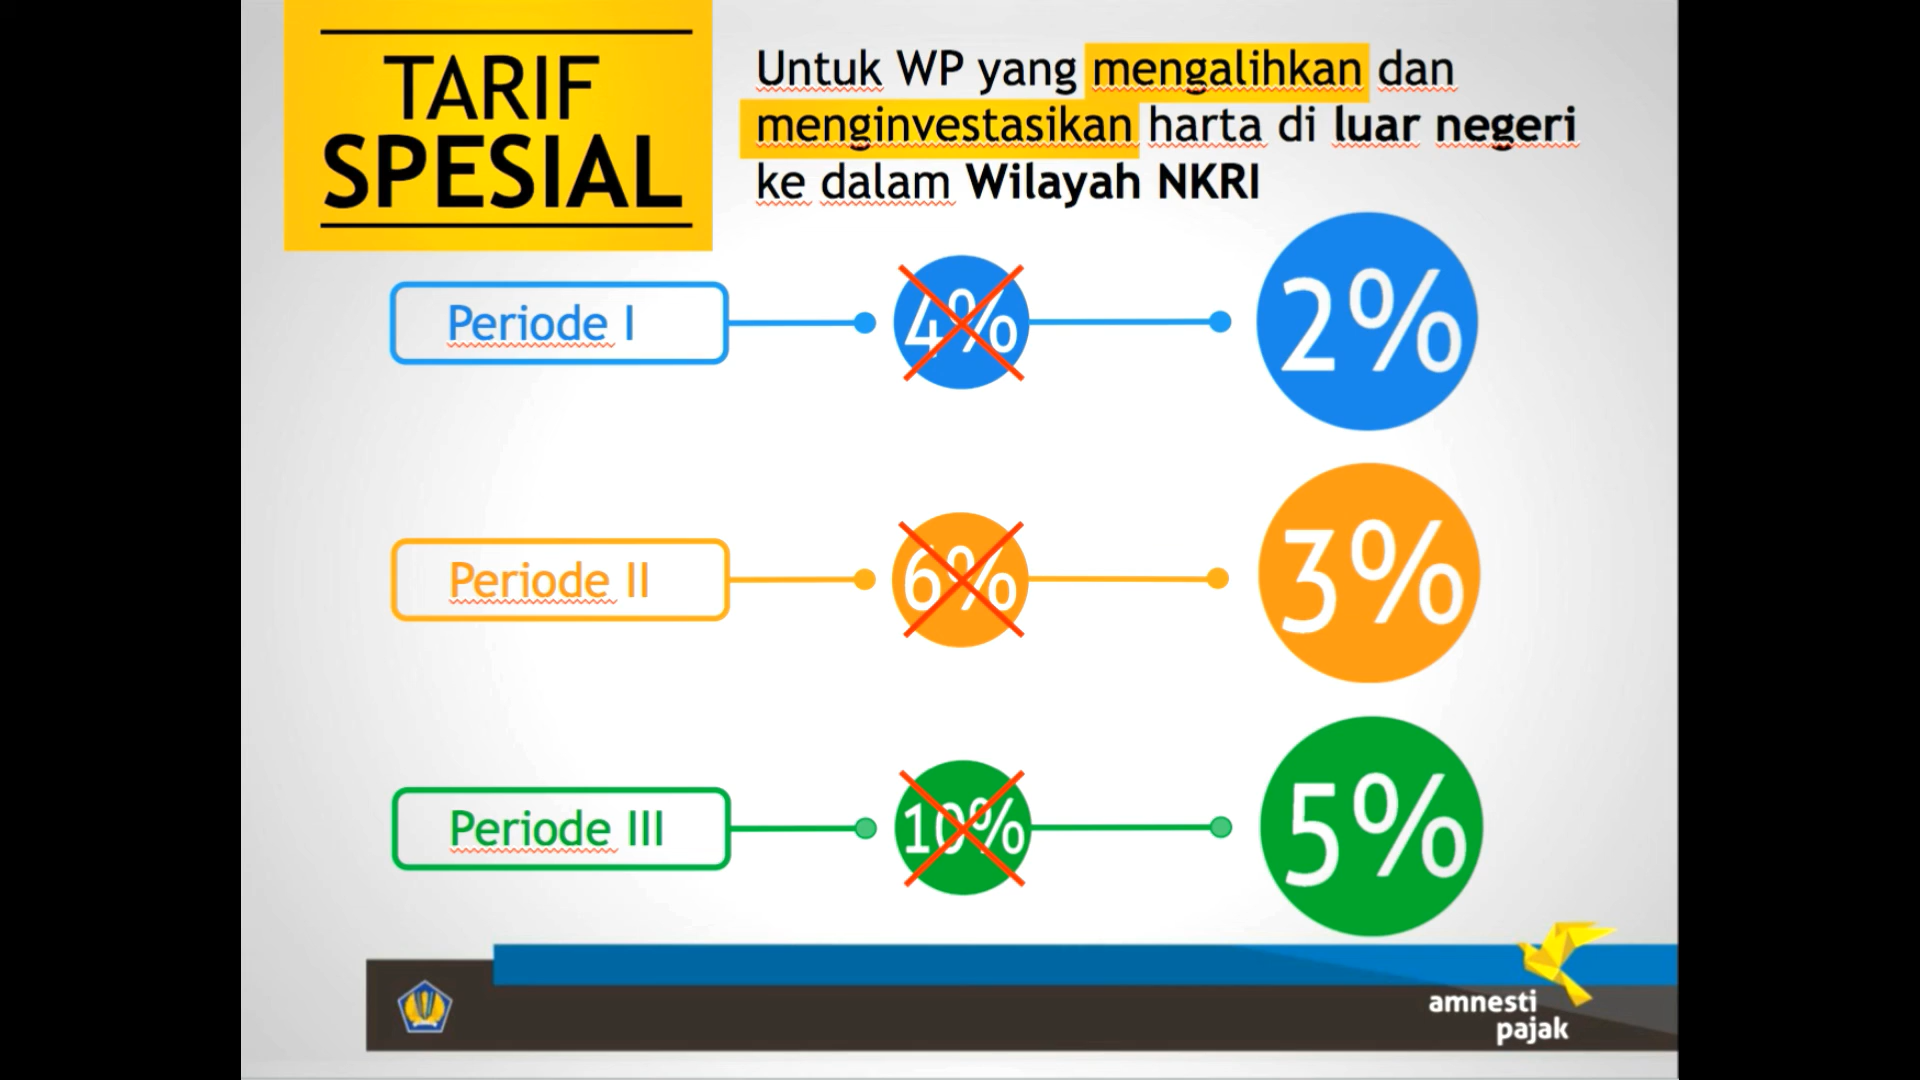 TARIF
SPESIAL
Untuk WP yang mengalihkan dan
menginvestasikan harta di luar negeri
ke dalam Wilayah NKRI
Periode I
4%
2%
Periode II
6%
3%
Periode III
10%
5%
amnesti
pajak